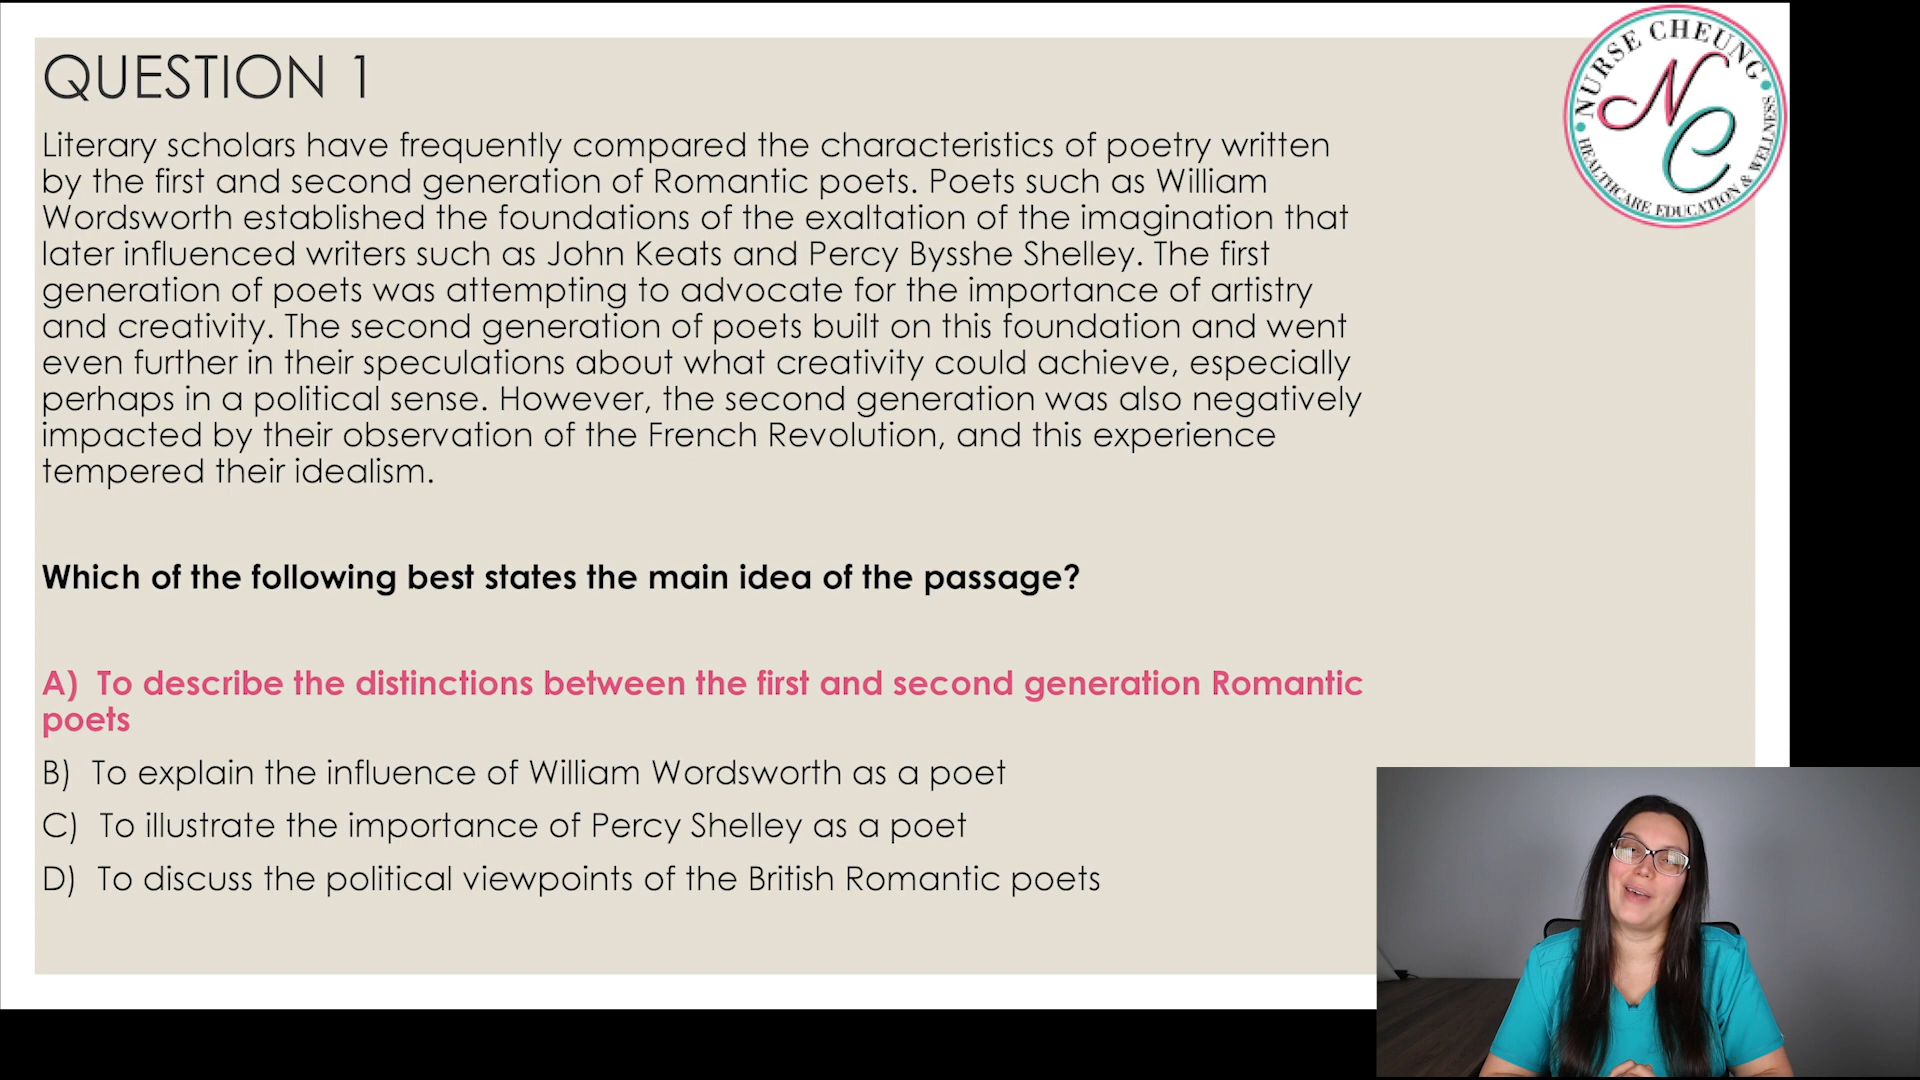 QUESTION 1
Literary scholars have frequently compared the characteristics of poetry written
by the first and second generation of Romantic poets. Poets such as William
Wordsworth established the foundations of the exaltation of the imagination that
later influenced writers such as John Keats and Percy Bysshe Shelley. The first
generation of poets was attempting to advocate for the importance of artistry
and creativity. The second generation of poets built on this foundation and went
even further in their speculations about what creativity could achieve, especially
perhaps in a political sense. However, the second generation was also negatively
impacted by their observation of the French Revolution, and this experience
tempered their idealism.
Which of the following best states the main idea of the passage?
A) To describe the distinctions between the first and second generation Romantic
poets
B) To explain the influence of William Wordsworth as a poet
C) To illustrate the importance of Percy Shelley as a poet
D) To discuss the political viewpoints of the British Romantic poets
NURSE CHEUNG
NC
HEALTHCARE EDUCATION & WELLNESS